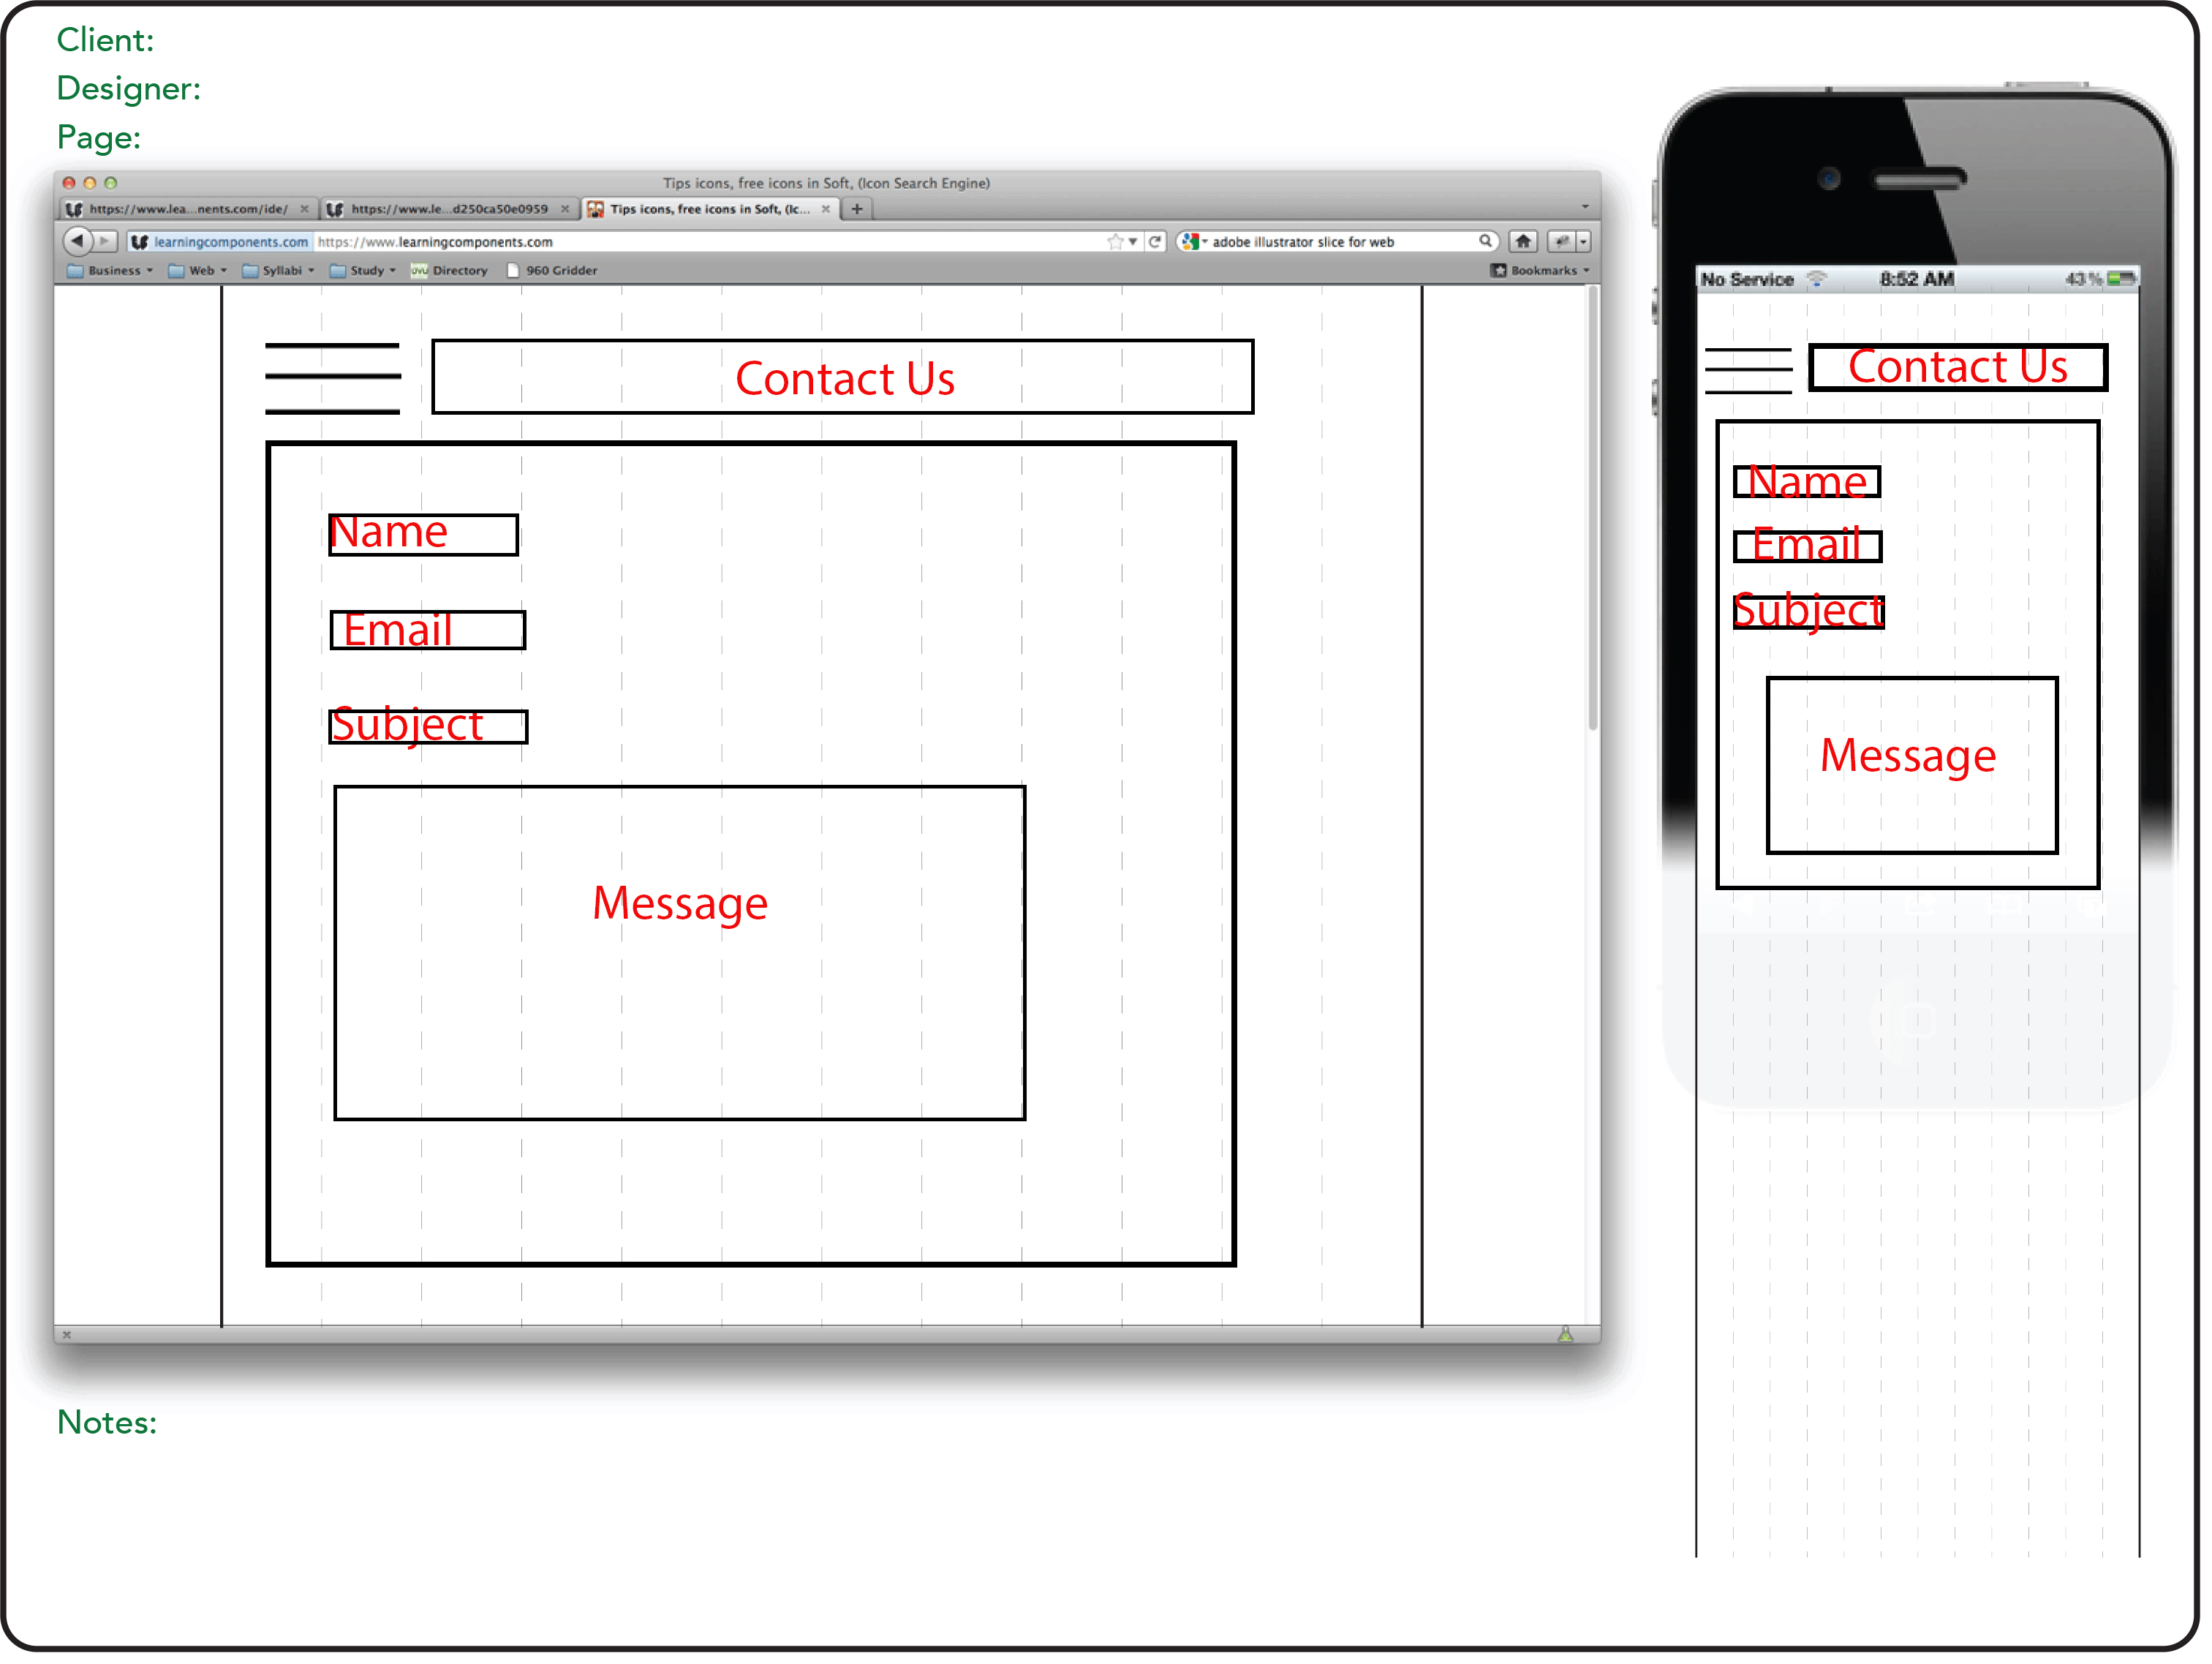 Client:
Designer:
Page:
Tips icons, free icons in Soft, (Icon Search Engine)
https://www.lea...nents.com/ide/ https://www.le...d250ca50e0959 Tips icons, free icons in Soft, (Ic...
learningcomponents.com https://www.learningcomponents.com adobe illustrator slice for web
Business Web Syllabi Study OVU Directory 960 Gridder Bookmarks
Contact Us
Name
Email
Subject
Message
No Service 8:52 AM 43%
Contact Us
Name
Email
Subject
Message
Notes: